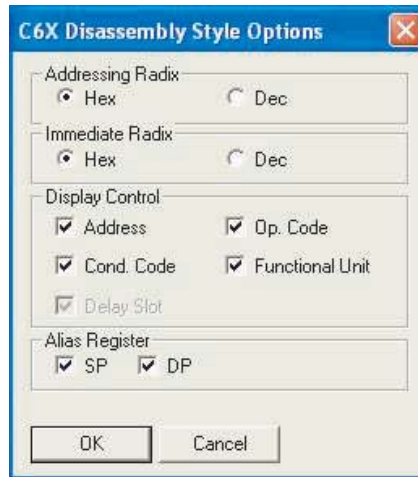 C6X Disassembly Style Options
Addressing Radix
Hex Dec
Immediate Radix
Hex Dec
Display Control
Address Op. Code
Cond. Code Functional Unit
Delay Slot
Alias Register
SP DP
OK Cancel